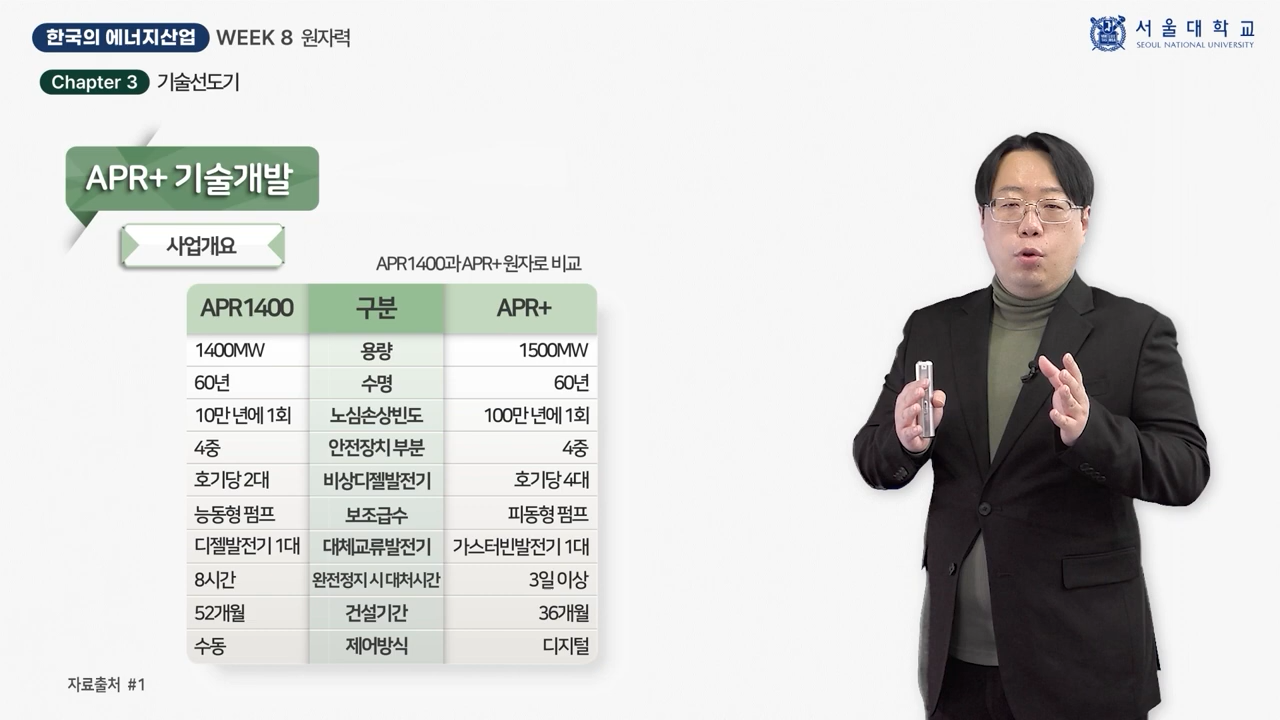 한국의 에너지산업 WEEK 8 원자력
서울대학교
SEOUL NATIONAL UNIVERSITY
Chapter 3 기술선도기
APR+ 기술개발
사업개요
APR1400과 APR+ 원자로 비교
APR1400 구분 APR+
1400MW 용량 1500MW
60년 수명 60년
10만 년에 1회 노심손상빈도 100만 년에 1회
4중 안전장치 부분 4중
호기당 2대 비상디젤발전기 호기당 4대
능동형 펌프 보조급수 피동형 펌프
디젤발전기 1대 대체교류발전기 가스터빈발전기 1대
8시간 완전정지 시 대처시간 3일 이상
52개월 건설기간 36개월
수동 제어방식 디지털
자료출처 #1